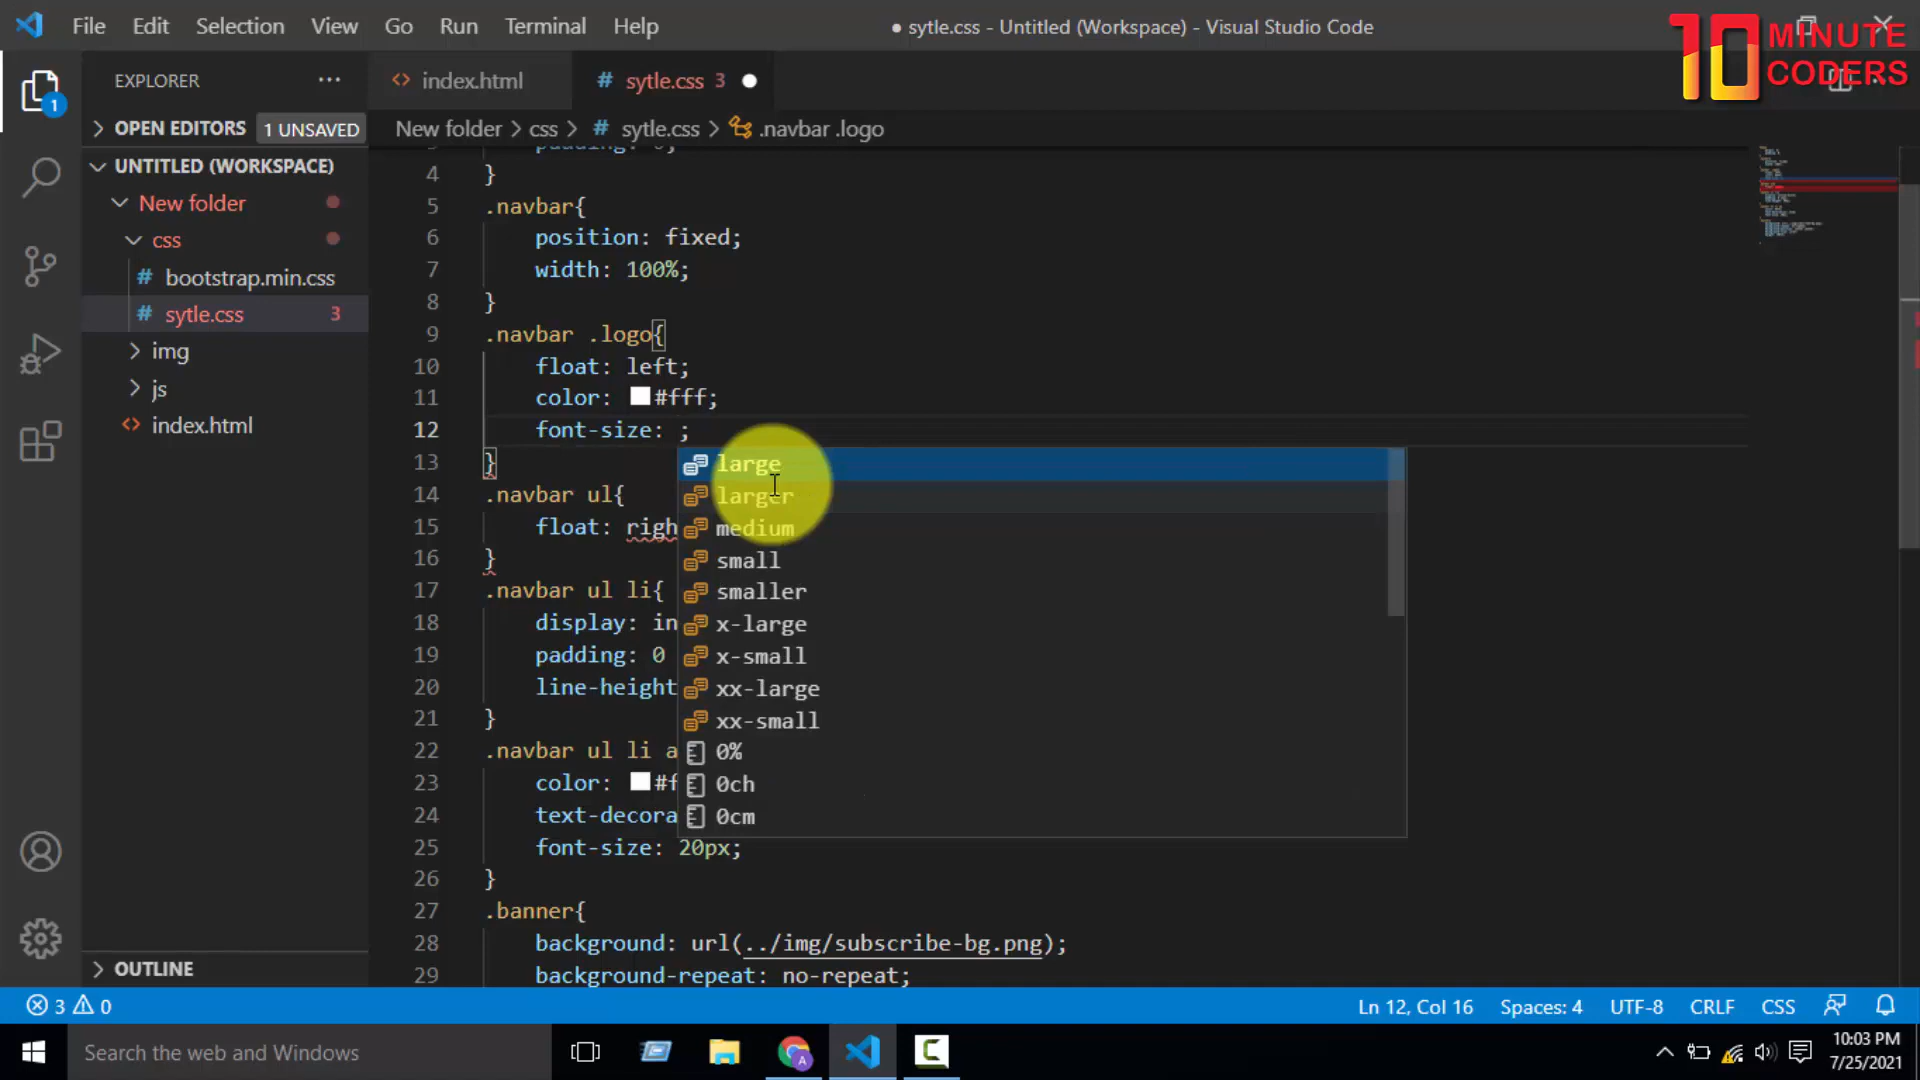 File Edit Selection View Go Run Terminal Help
● sytle.css - Untitled (Workspace) - Visual Studio Code
10 MINUTE
CODERS
EXPLORER ···
index.html
# sytle.css 3
1
OPEN EDITORS 1 UNSAVED
New folder > css > # sytle.css > .navbar .logo
UNTITLED (WORKSPACE)
New folder
css
# bootstrap.min.css
# sytle.css 3
img
js
index.html
OUTLINE
4 }
5 .navbar{
6 position: fixed;
7 width: 100%;
8 }
9 .navbar .logo{
10 float: left;
11 color: #fff;
12 font-size: ;
13 }
14 .navbar ul{
15 float: righ
16 }
17 .navbar ul li{
18 display: in
19 padding: 0
20 line-height
21 }
22 .navbar ul li a
23 color: #f
24 text-decora
25 font-size: 20px;
26 }
27 .banner{
28 background: url(../img/subscribe-bg.png);
29 background-repeat: no-repeat;
large
larger
medium
small
smaller
x-large
x-small
xx-large
xx-small
0%
0ch
0cm
3 0
Ln 12, Col 16 Spaces: 4 UTF-8 CRLF CSS
Search the web and Windows
10:03 PM
7/25/2021